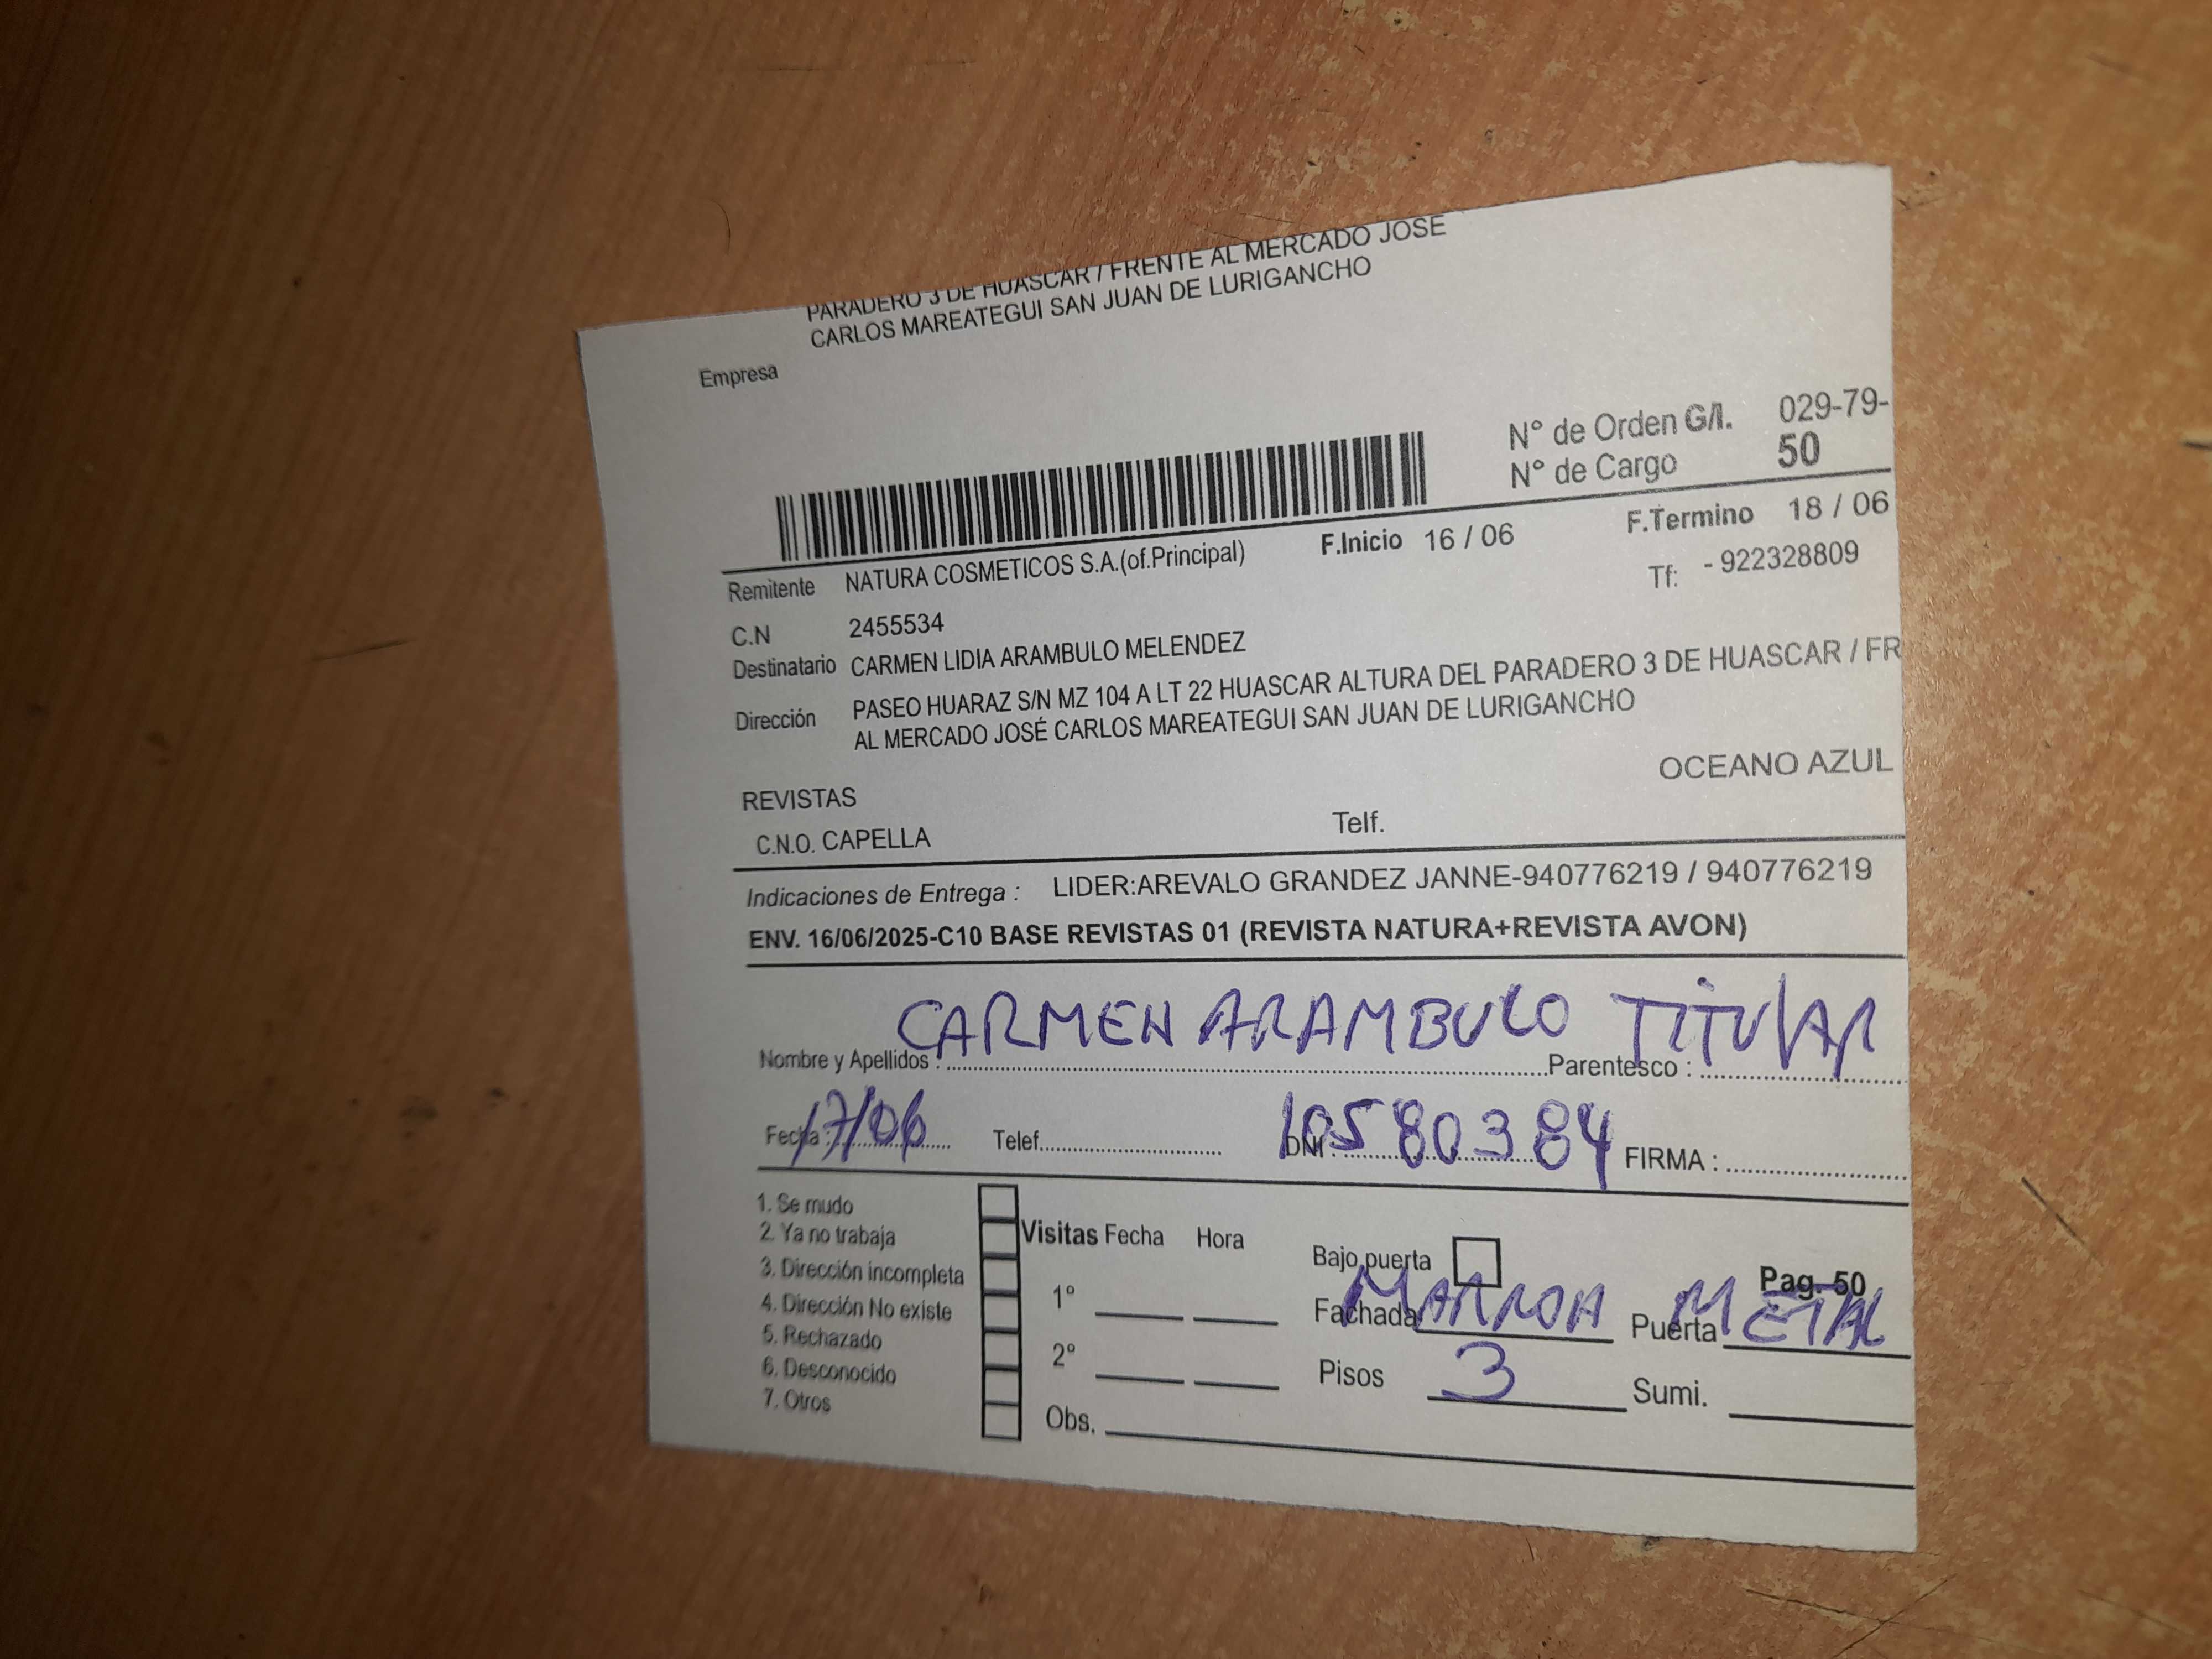 PARADERO 3 DE HUASCAR / FRENTE AL MERCADO JOSE
CARLOS MAREATEGUI SAN JUAN DE LURIGANCHO
Empresa
N° de Orden G/I. 029-79-
N° de Cargo 50
F.Inicio 16 / 06 F.Termino 18 / 06
Remitente NATURA COSMETICOS S.A.(of.Principal) Tf: - 922328809
C.N 2455534
Destinatario CARMEN LIDIA ARAMBULO MELENDEZ
Dirección PASEO HUARAZ S/N MZ 104 A LT 22 HUASCAR ALTURA DEL PARADERO 3 DE HUASCAR / FR
AL MERCADO JOSÉ CARLOS MAREATEGUI SAN JUAN DE LURIGANCHO
OCEANO AZUL
REVISTAS
C.N.O. CAPELLA Telf.
Indicaciones de Entrega : LIDER:AREVALO GRANDEZ JANNE-940776219 / 940776219
ENV. 16/06/2025-C10 BASE REVISTAS 01 (REVISTA NATURA+REVISTA AVON)
Nombre y Apellidos : CARMEN ARAMBULO Parentesco : TITULAR
Fecha : 17/06 Telef. DNI : 10580384 FIRMA :
1. Se mudo
2. Ya no trabaja
3. Dirección incompleta
4. Dirección No existe
5. Rechazado
6. Desconocido
7. Otros
Visitas Fecha Hora
1°
2°
Obs.
Bajo puerta
Pag. 50
Fachada MARROA Puerta METAL
Pisos 3 Sumi.